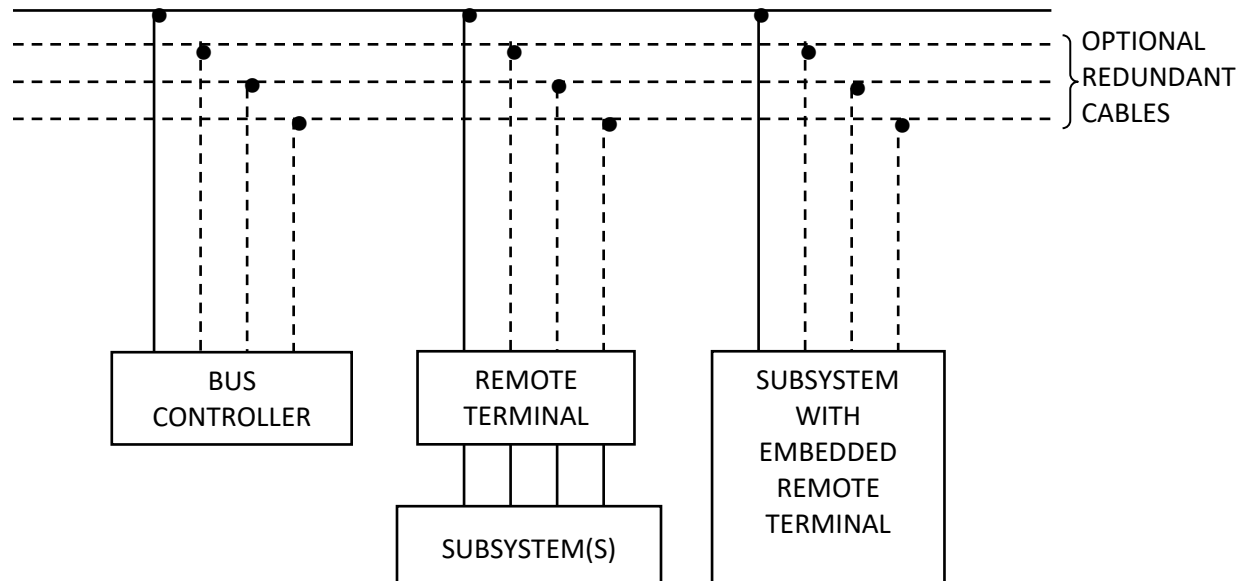 OPTIONAL
REDUNDANT
CABLES
BUS
CONTROLLER
REMOTE
TERMINAL
SUBSYSTEM
WITH
EMBEDDED
REMOTE
TERMINAL
SUBSYSTEM(S)